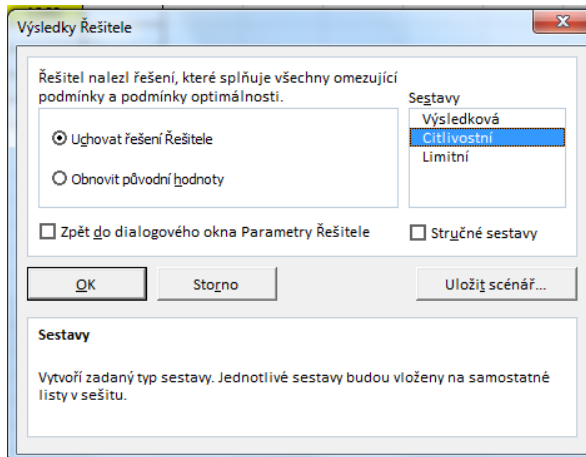 Výsledky Řešitele
Řešitel nalezl řešení, které splňuje všechny omezující
podmínky a podmínky optimálnosti.
Sestavy
Výsledková
Citlivostní
Limitní
Uchovat řešení Řešitele
Obnovit původní hodnoty
Zpět do dialogového okna Parametry Řešitele
Stručné sestavy
OK
Storno
Uložit scénář...
Sestavy
Vytvoří zadaný typ sestavy. Jednotlivé sestavy budou vloženy na samostatné
listy v sešitu.